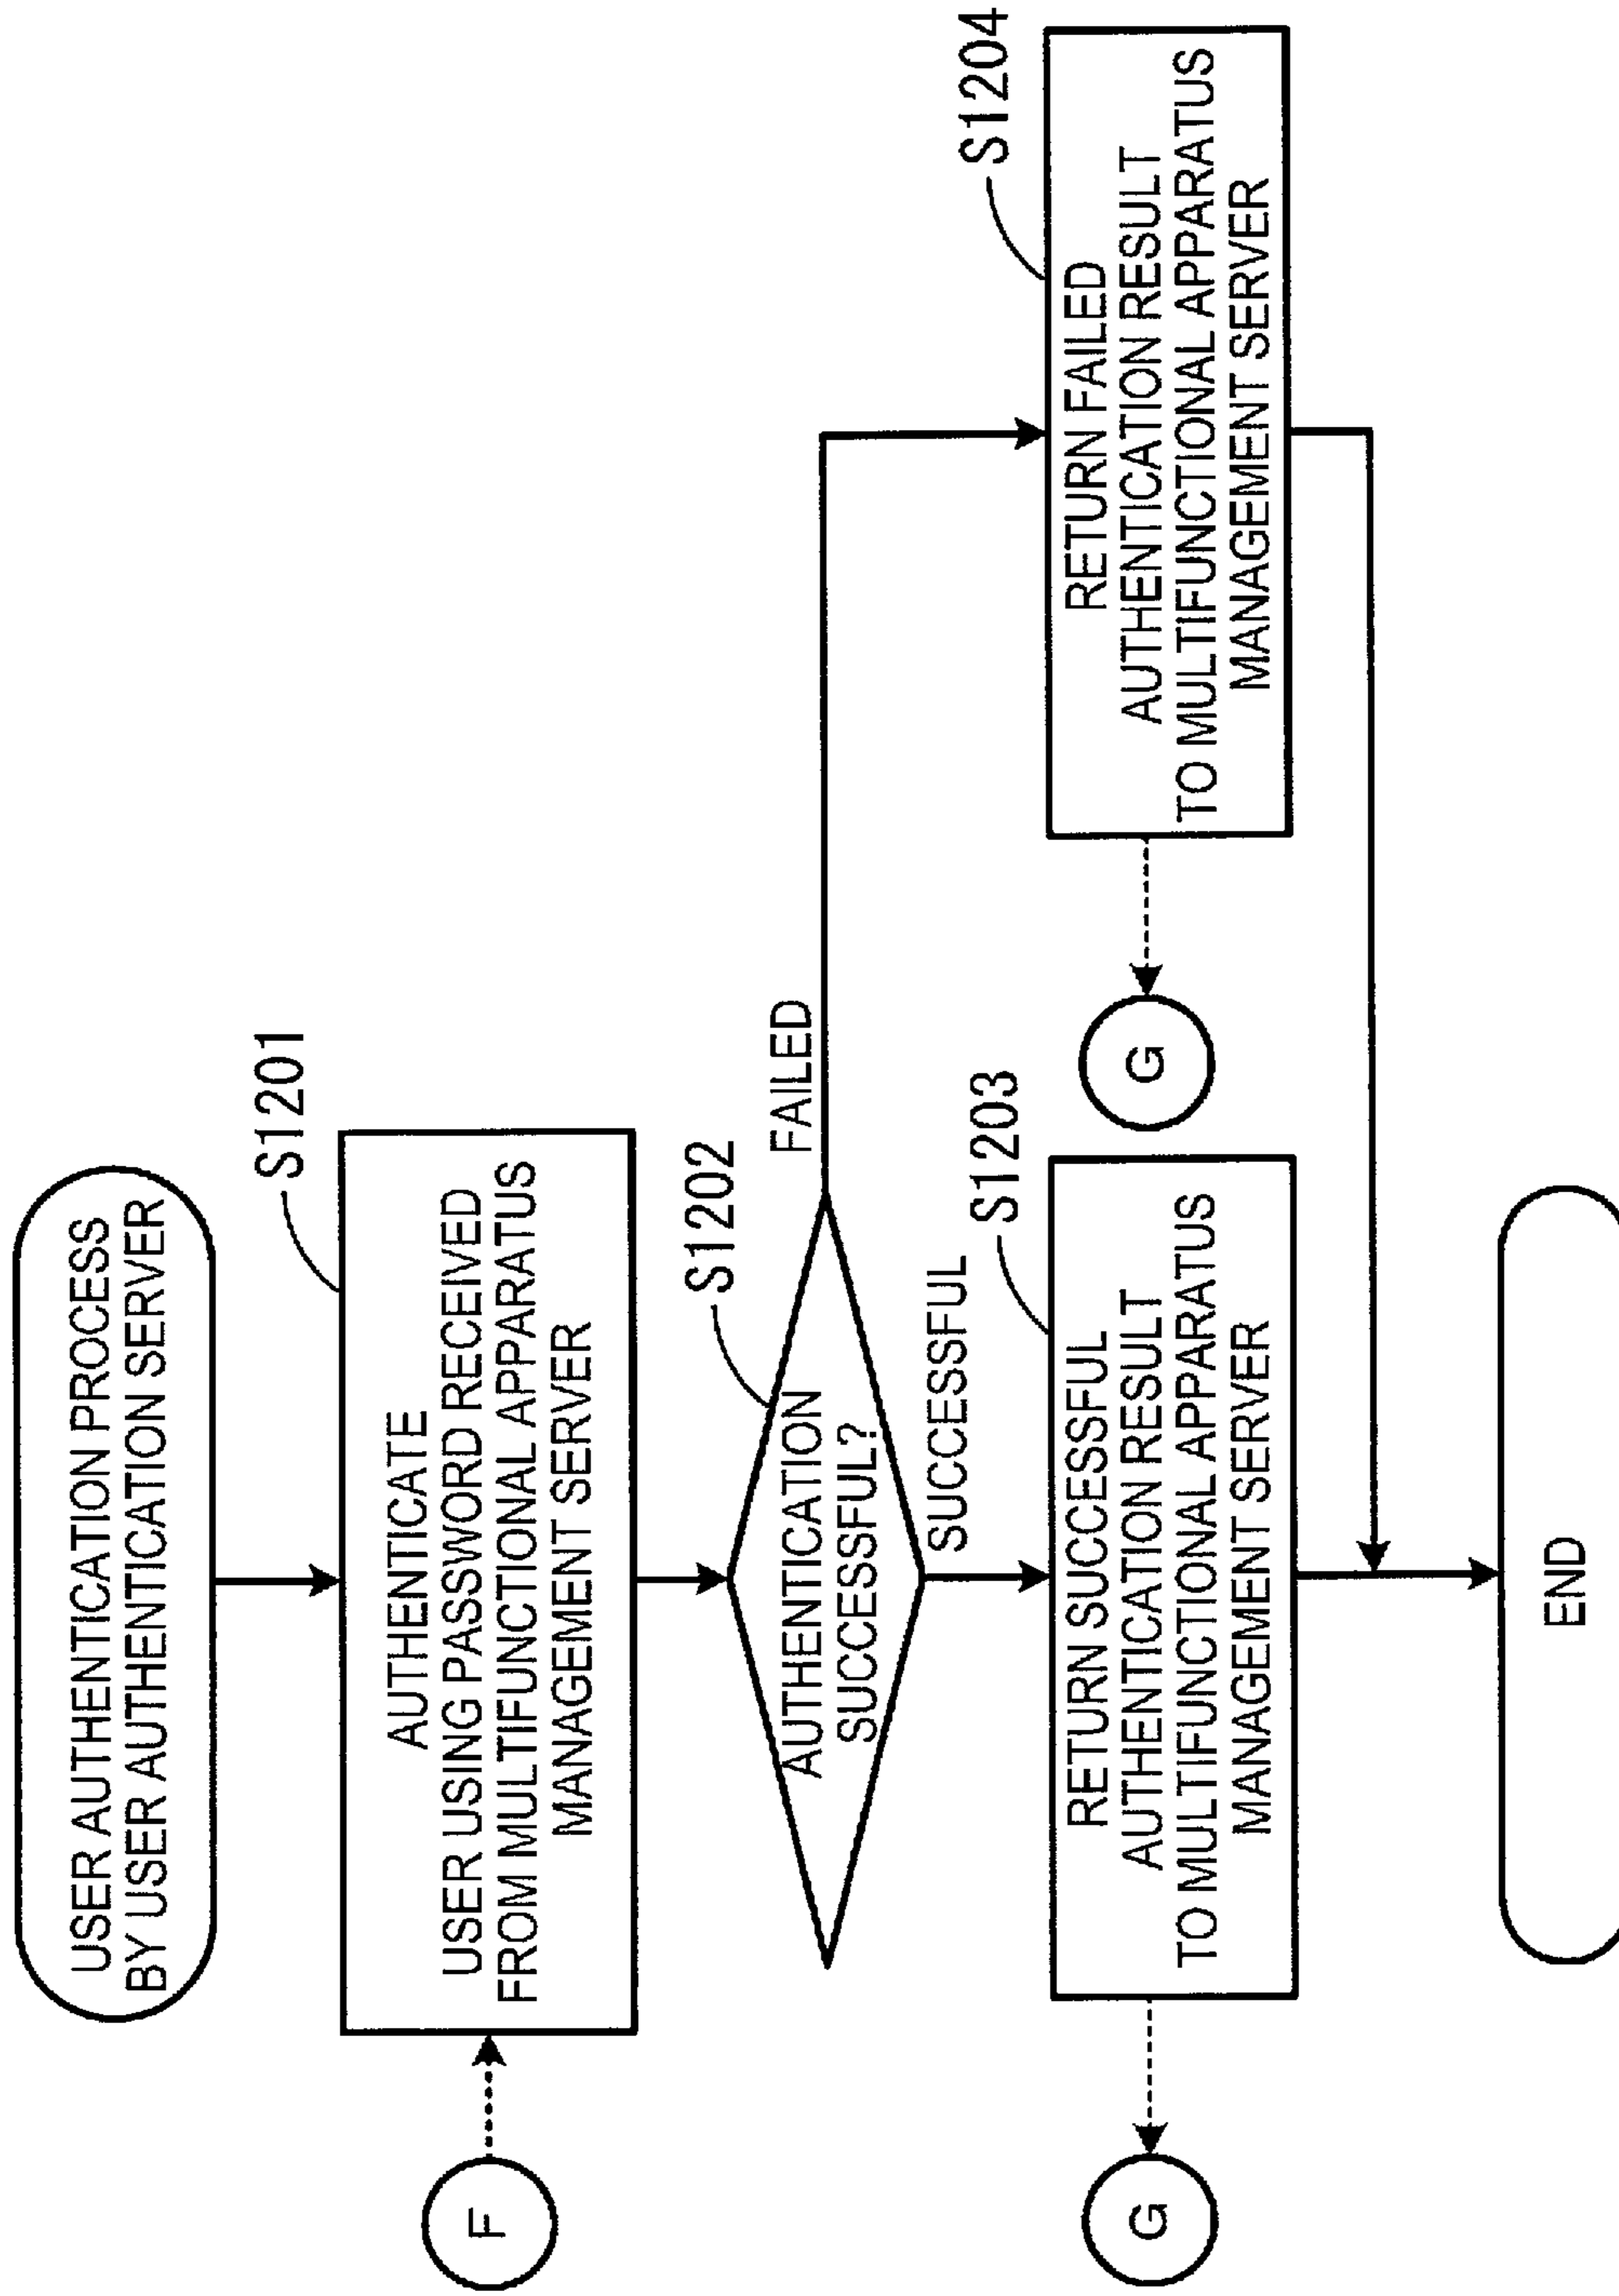 USER AUTHENTICATION PROCESS
BY USER AUTHENTICATION SERVER
S1201
F
AUTHENTICATE
USER USING PASSWORD RECEIVED
FROM MULTIFUNCTIONAL APPARATUS
MANAGEMENT SERVER
S1202
AUTHENTICATION
SUCCESSFUL?
FAILED
SUCCESSFUL
S1203
G
RETURN SUCCESSFUL
AUTHENTICATION RESULT
TO MULTIFUNCTIONAL APPARATUS
MANAGEMENT SERVER
S1204
G
RETURN FAILED
AUTHENTICATION RESULT
TO MULTIFUNCTIONAL APPARATUS
MANAGEMENT SERVER
END